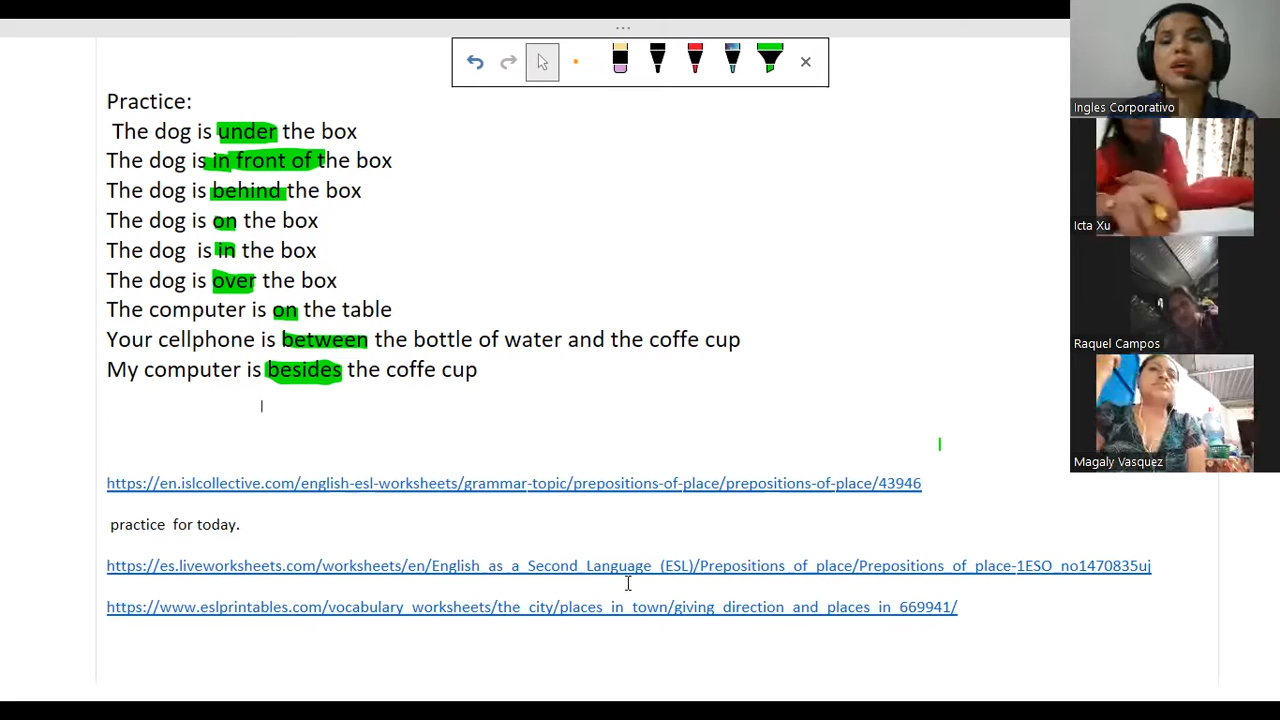 Practice:
The dog is under the box
The dog is in front of the box
The dog is behind the box
The dog is on the box
The dog  is in the box
The dog is over the box
The computer is on the table
Your cellphone is between the bottle of water and the coffe cup
My computer is besides the coffe cup
https://en.islcollective.com/english-esl-worksheets/grammar-topic/prepositions-of-place/prepositions-of-place/43946
practice  for today.
https://es.liveworksheets.com/worksheets/en/English_as_a_Second_Language_(ESL)/Prepositions_of_place/Prepositions_of_place-1ESO_no1470835uj
https://www.eslprintables.com/vocabulary_worksheets/the_city/places_in_town/giving_direction_and_places_in_669941/
Ingles Corporativo
Icta Xu
Raquel Campos
Magaly Vasquez